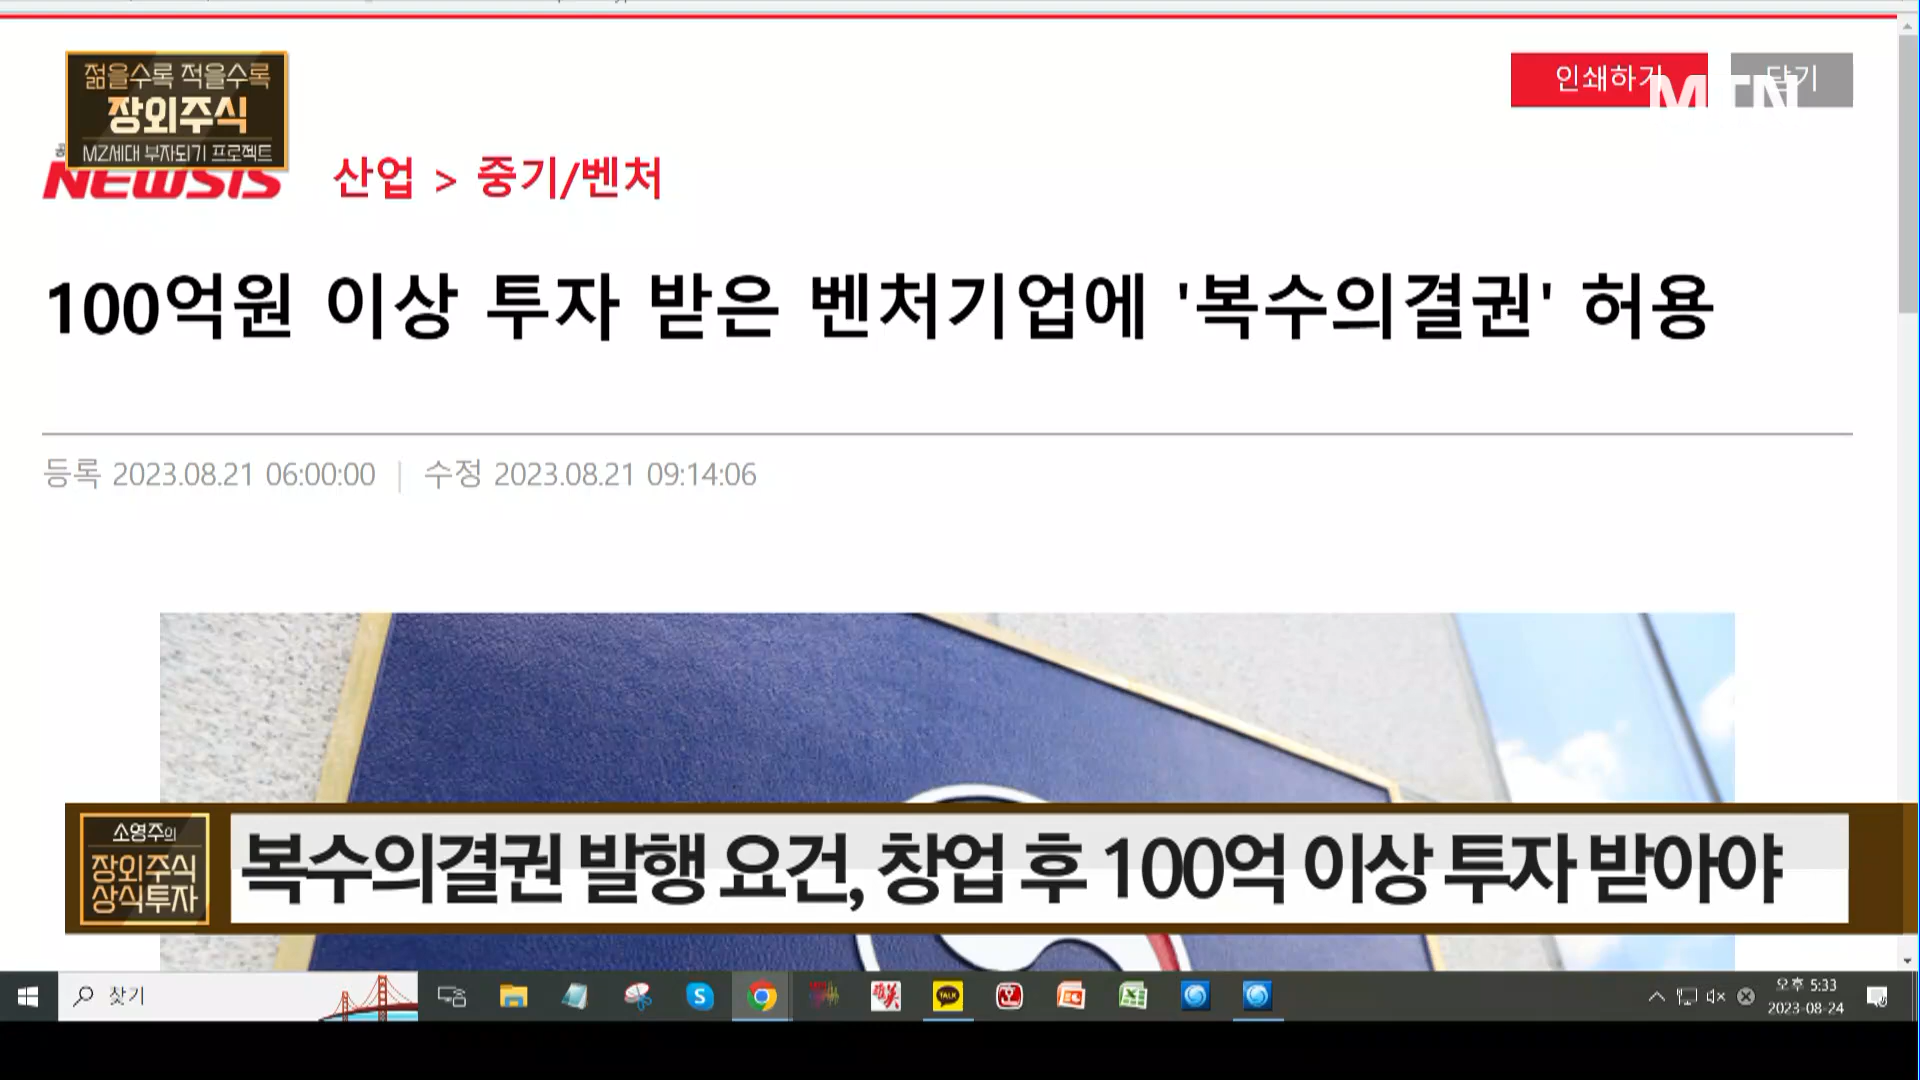 젊을수록 적을수록
장외주식
MZ세대 부자되기 프로젝트
인쇄하기
닫기
MTN
NEWSIS
산업 > 중기/벤처
100억원 이상 투자 받은 벤처기업에 '복수의결권' 허용
등록 2023.08.21 06:00:00 | 수정 2023.08.21 09:14:06
소영주의
장외주식
상식투자
복수의결권 발행 요건, 창업 후 100억 이상 투자 받아야
찾기
TALK
오후 5:33
2023-08-24